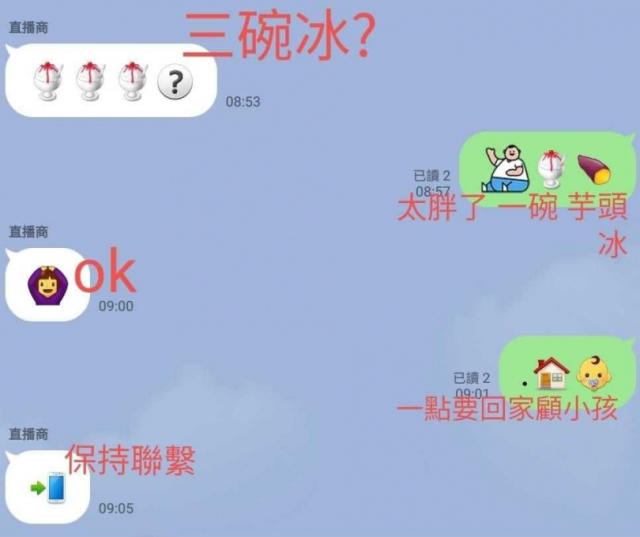 直播商
三碗冰?
?
08:53
已讀 2
08:57
太胖了 一碗 芋頭
冰
直播商
ok
09:00
已讀 2
09:01
.
一點要回家顧小孩
直播商
保持聯繫
09:05